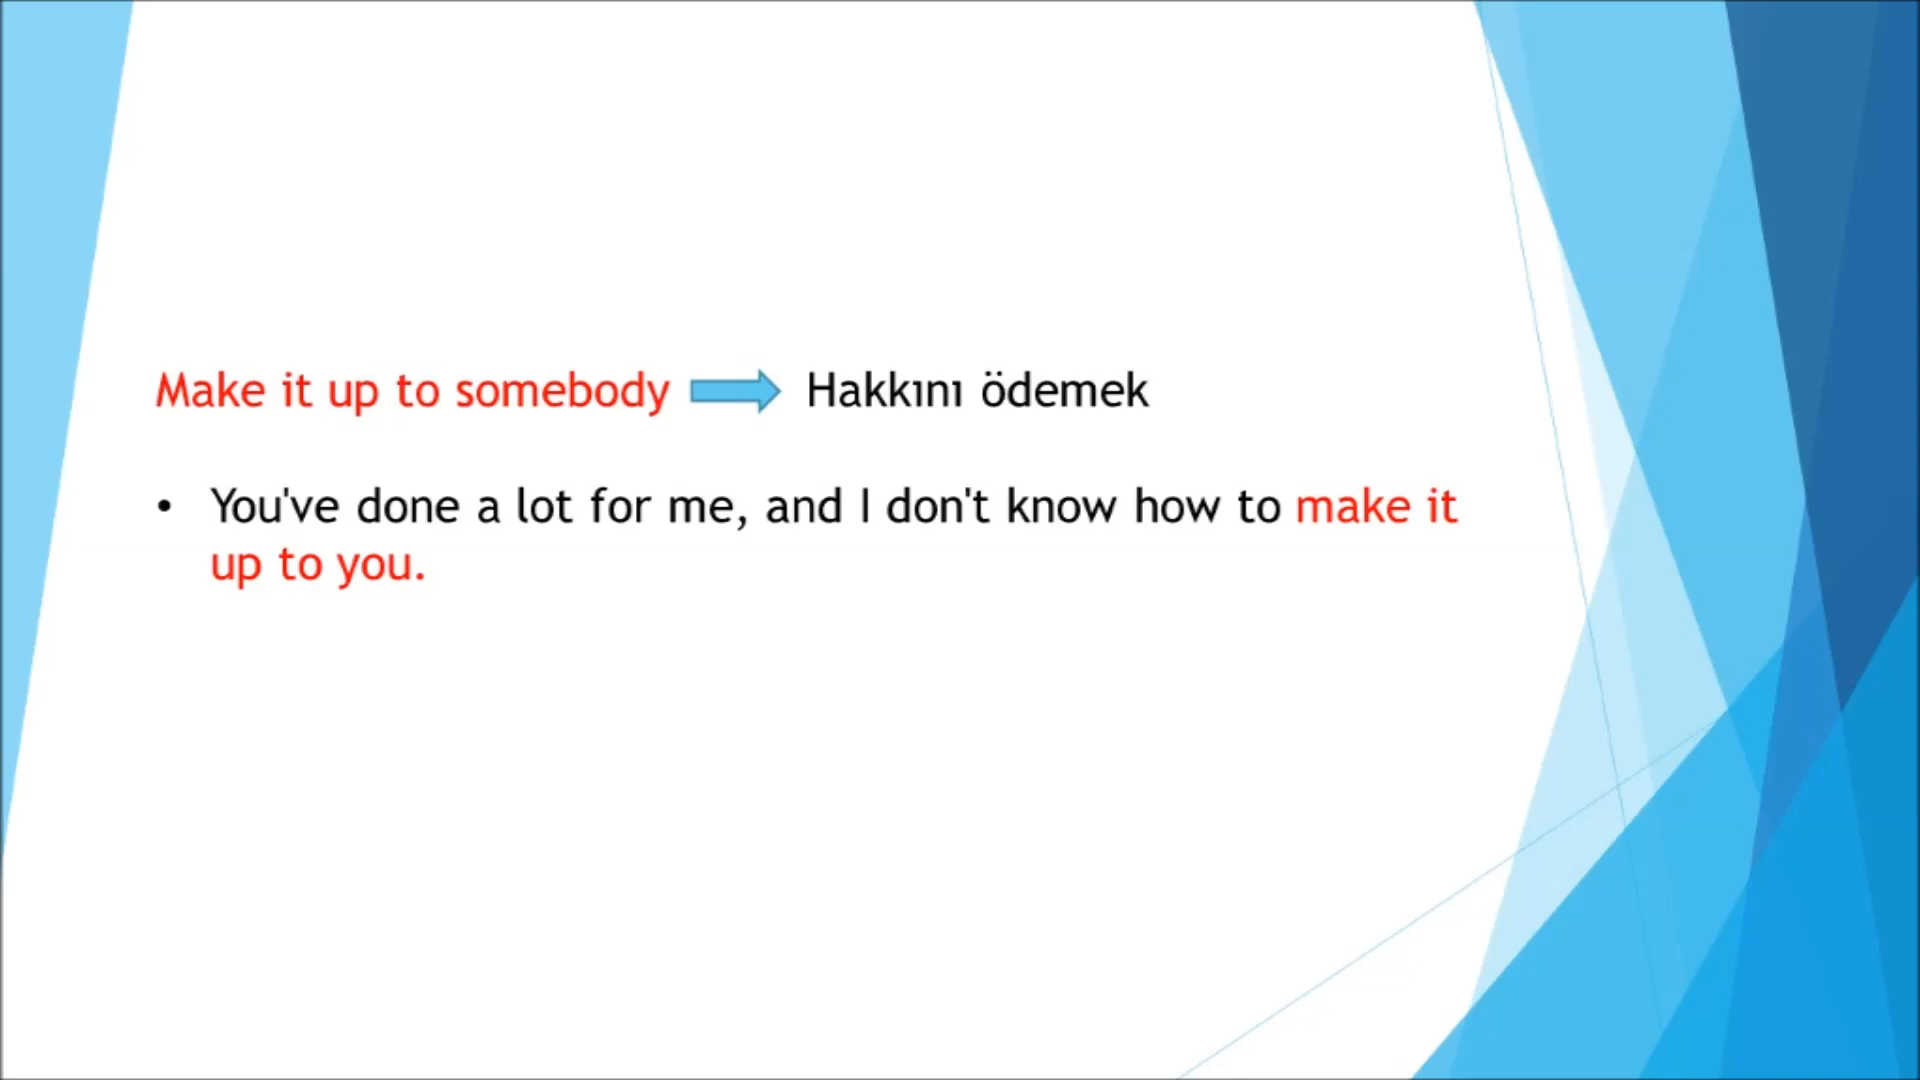 Make it up to somebody Hakkını ödemek
• You've done a lot for me, and I don't know how to make it
up to you.